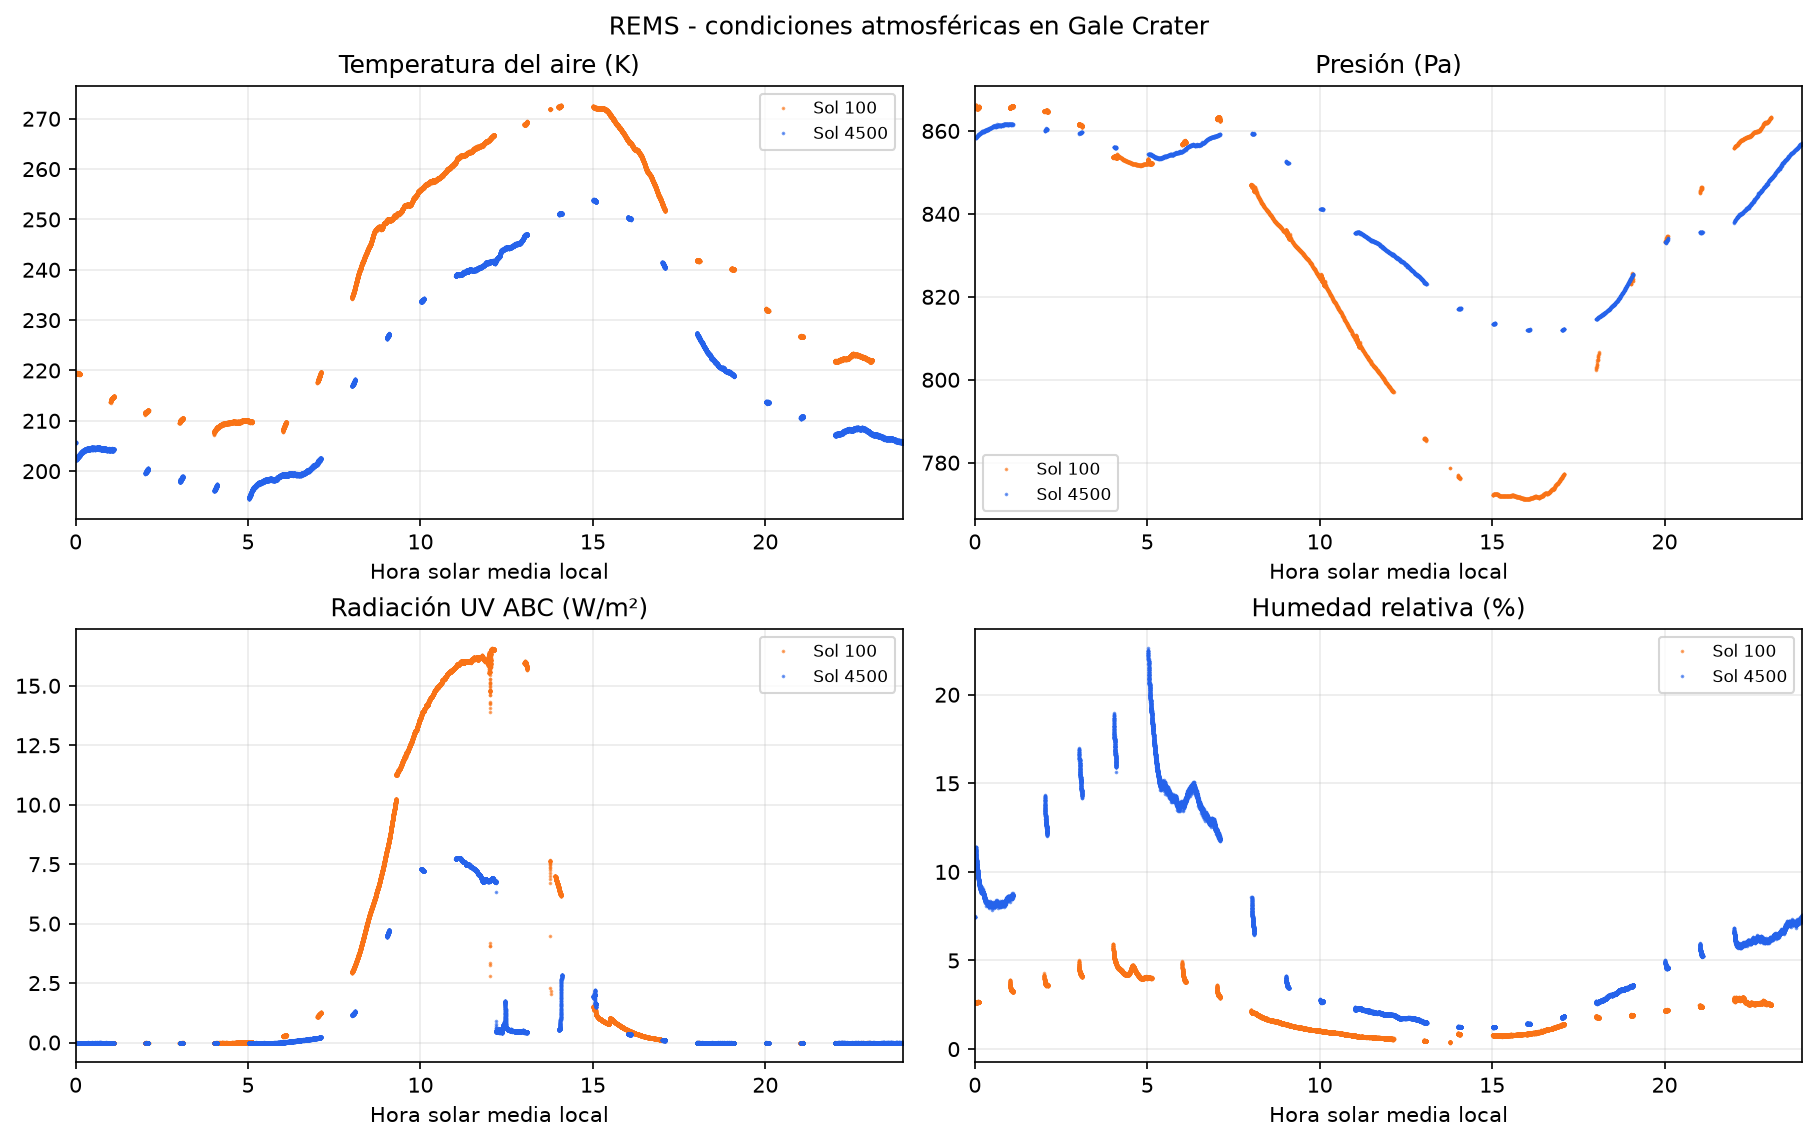 REMS - condiciones atmosféricas en Gale Crater
Temperatura del aire (K)
270
260
250
240
230
220
210
200
Sol 100
Sol 4500
0 5 10 15 20
Hora solar media local
Presión (Pa)
860
840
820
800
780
Sol 100
Sol 4500
0 5 10 15 20
Hora solar media local
Radiación UV ABC (W/m²)
15.0
12.5
10.0
7.5
5.0
2.5
0.0
Sol 100
Sol 4500
0 5 10 15 20
Hora solar media local
Humedad relativa (%)
20
15
10
5
0
Sol 100
Sol 4500
0 5 10 15 20
Hora solar media local